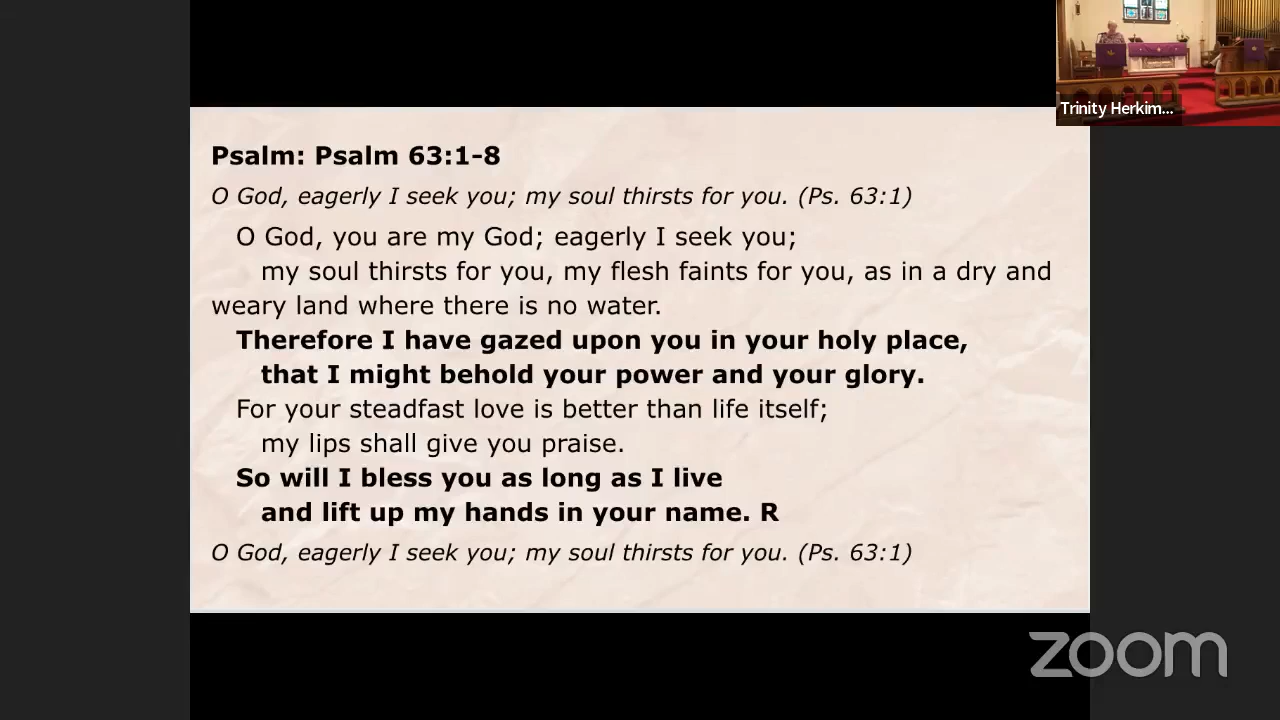 Trinity Herkim...
Psalm: Psalm 63:1-8
O God, eagerly I seek you; my soul thirsts for you. (Ps. 63:1)
O God, you are my God; eagerly I seek you;
my soul thirsts for you, my flesh faints for you, as in a dry and
weary land where there is no water.
Therefore I have gazed upon you in your holy place,
that I might behold your power and your glory.
For your steadfast love is better than life itself;
my lips shall give you praise.
So will I bless you as long as I live
and lift up my hands in your name. R
O God, eagerly I seek you; my soul thirsts for you. (Ps. 63:1)
zoom